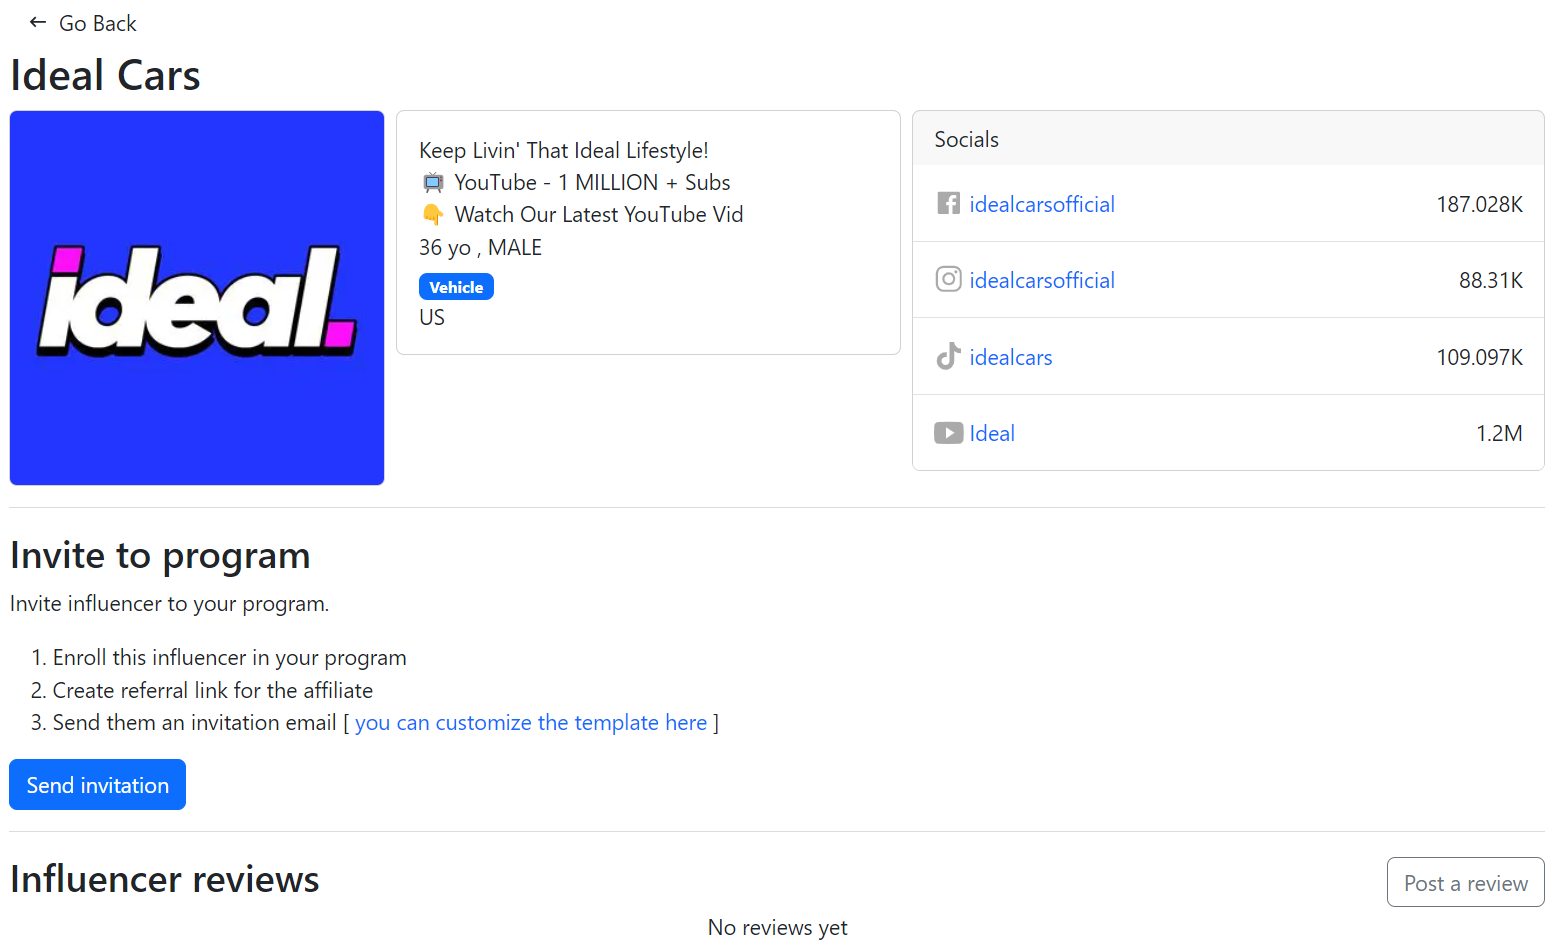 ← Go Back
Ideal Cars
ideal.
Keep Livin' That Ideal Lifestyle!
📺 YouTube - 1 MILLION + Subs
👇 Watch Our Latest YouTube Vid
36 yo , MALE
Vehicle
US
Socials
idealcarsofficial 187.028K
idealcarsofficial 88.31K
idealcars 109.097K
Ideal 1.2M
Invite to program
Invite influencer to your program.
1. Enroll this influencer in your program
2. Create referral link for the affiliate
3. Send them an invitation email [ you can customize the template here ]
Send invitation
Influencer reviews
Post a review
No reviews yet